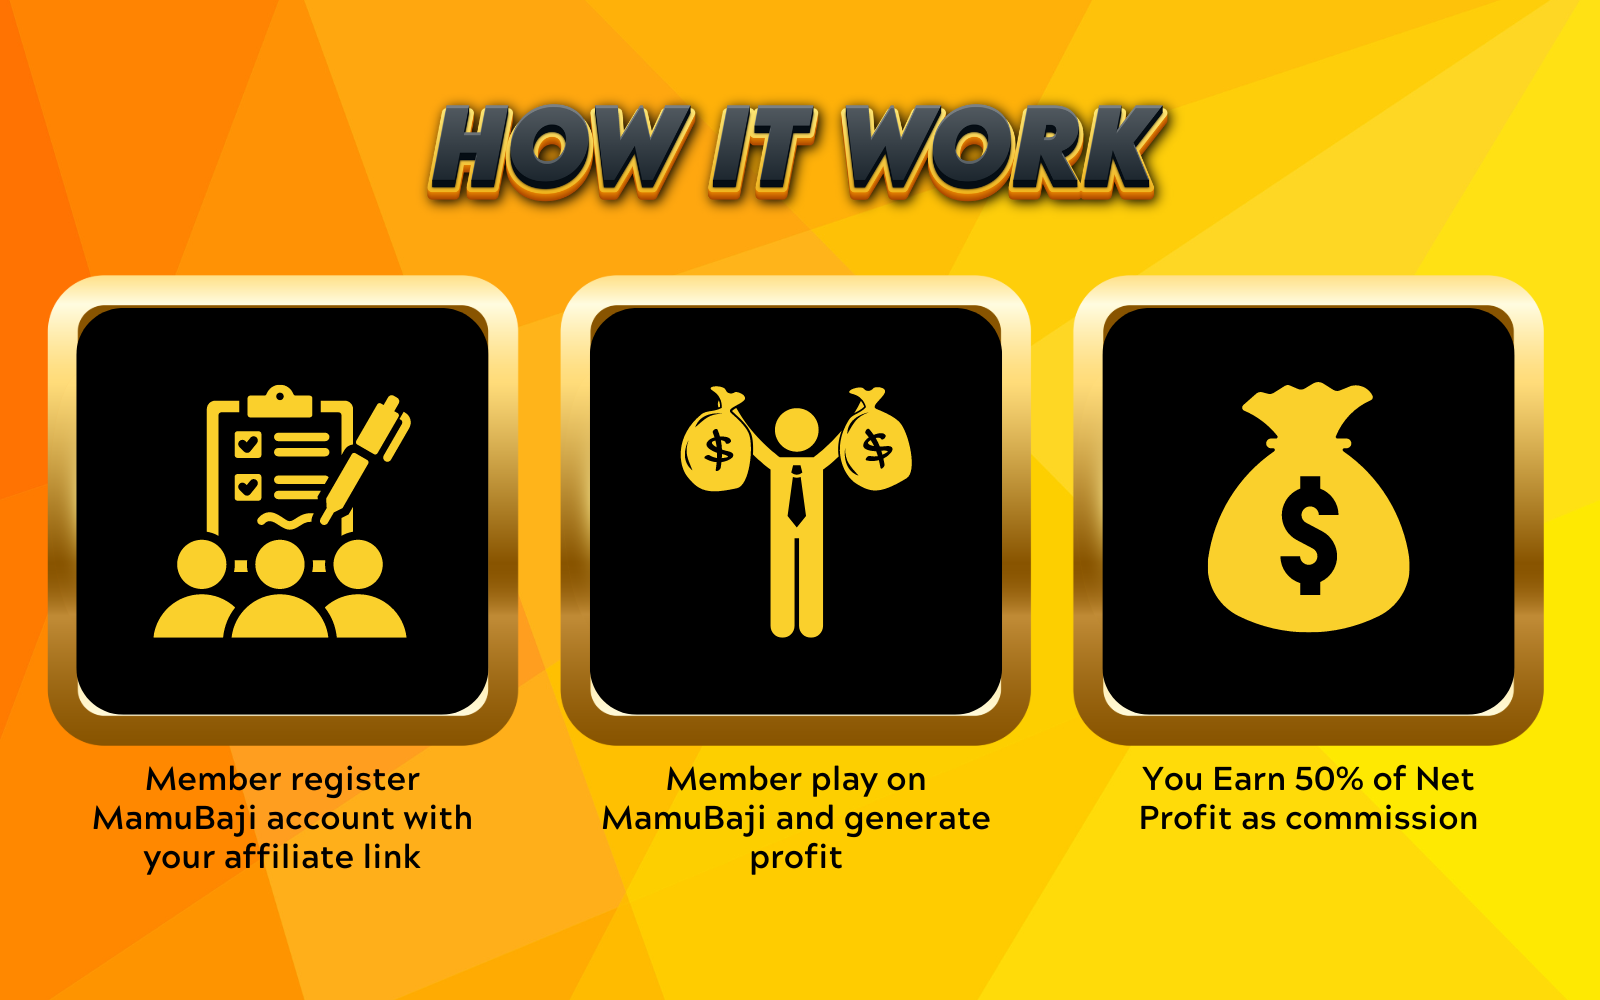 HOW IT WORK
$
$
$
Member register
MamuBaji account with
your affiliate link
Member play on
MamuBaji and generate
profit
You Earn 50% of Net
Profit as commission